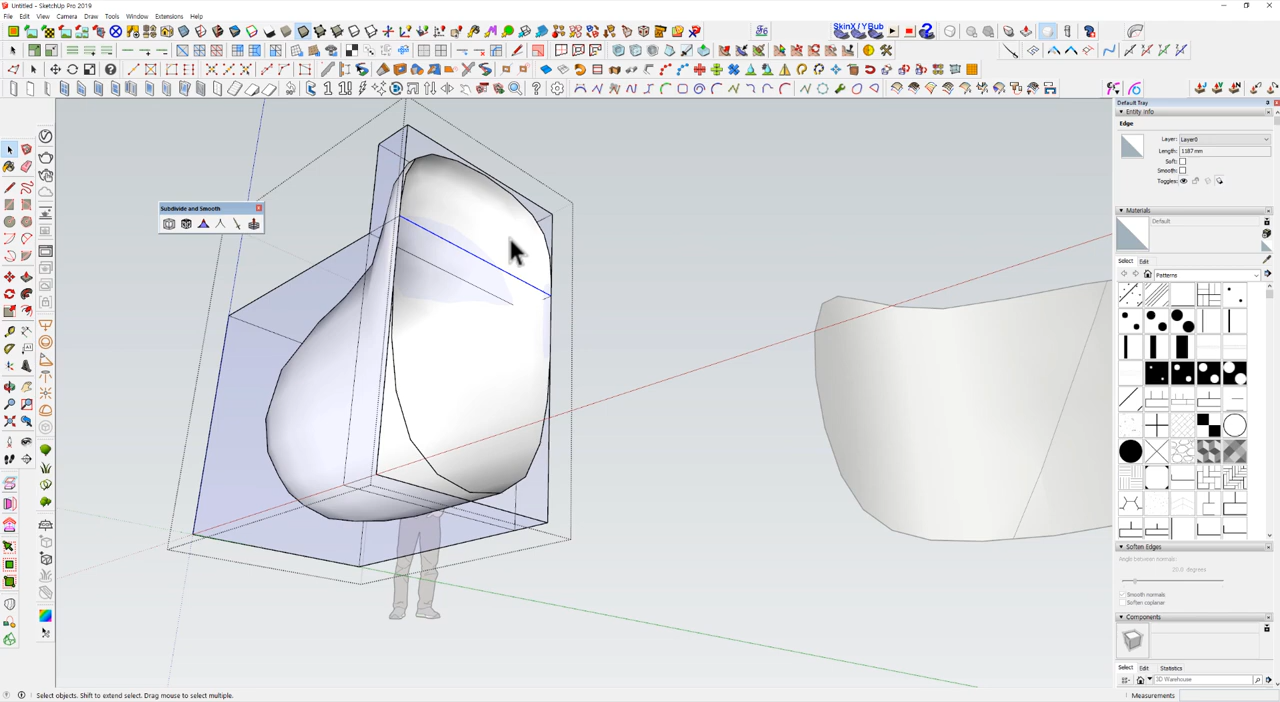 Untitled - SketchUp Pro 2019
File Edit View Camera Draw Tools Window Extensions Help
SkinX/YBub
Default Tray
Entity Info
Edge
Layer: Layer0
Length: 1187 mm
Soft:
Smooth:
Toggles:
Subdivide and Smooth
Materials
Default
Select Edit
Patterns
Soften Edges
Angle between normals:
20.0 degrees
Smooth normals
Soften coplanar
Components
Select Edit Statistics
3D Warehouse
Select objects. Shift to extend select. Drag mouse to select multiple.
Measurements